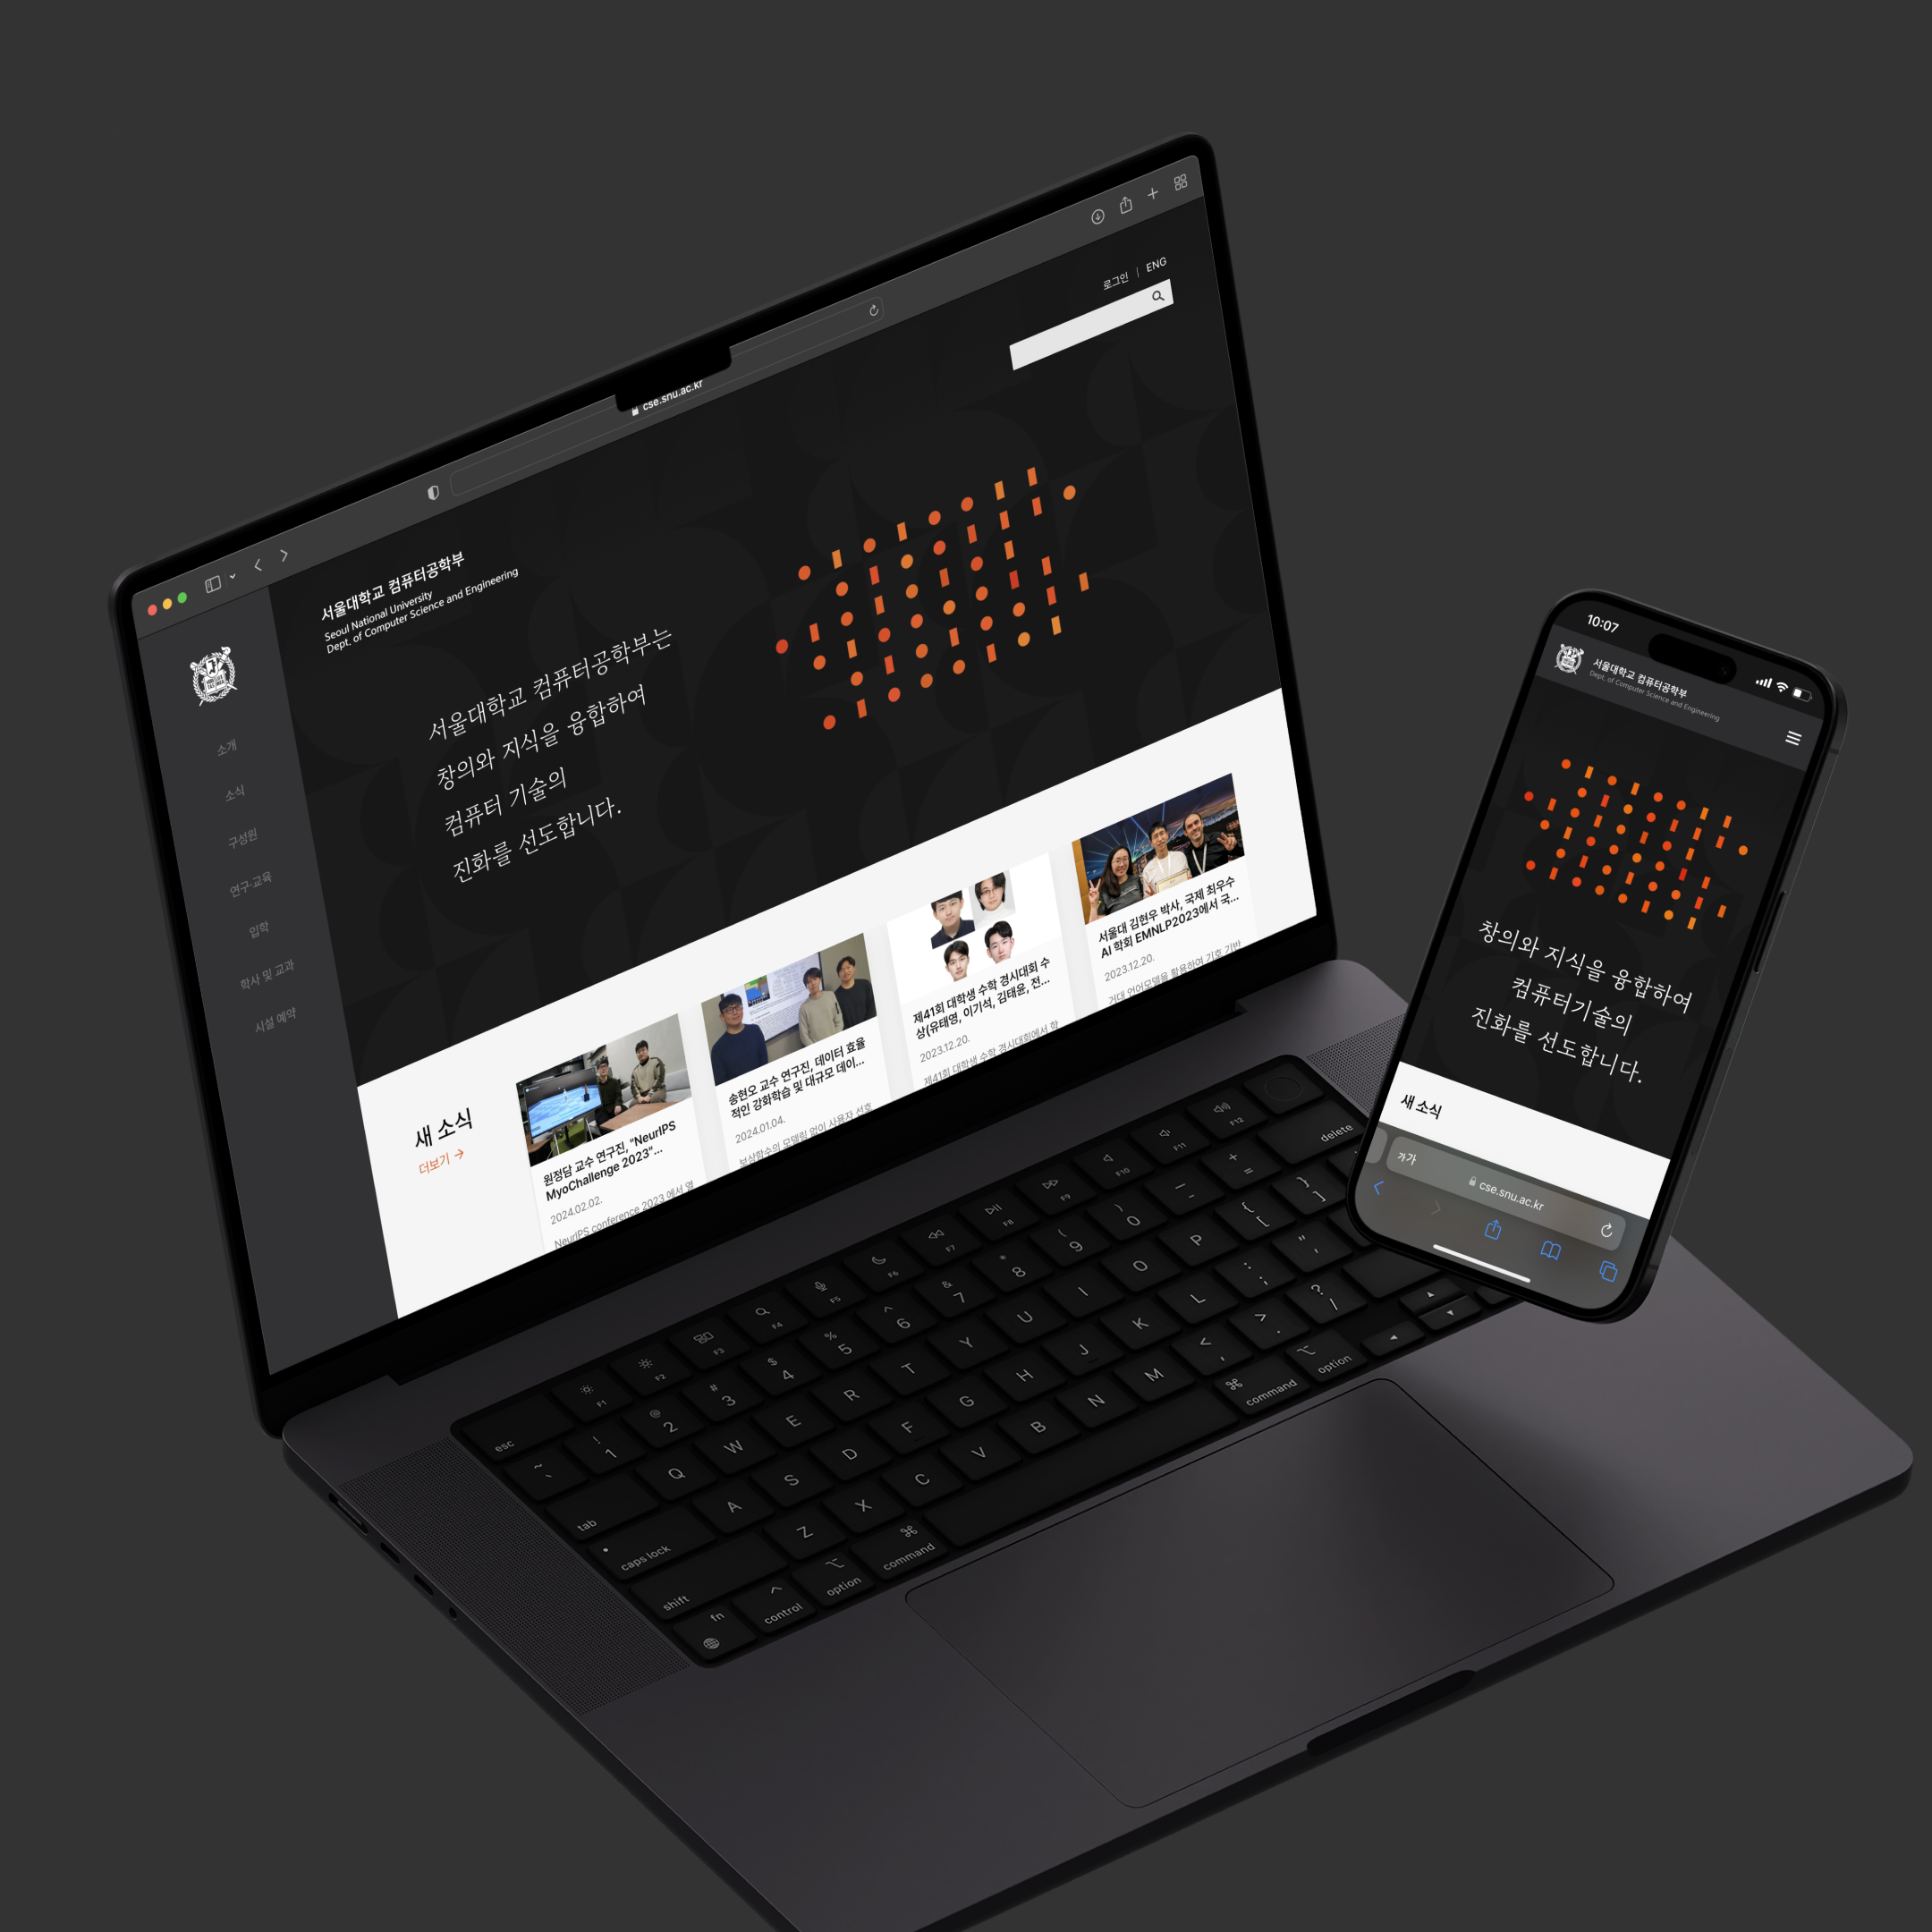 cse.snu.ac.kr
로그인 | ENG
서울대학교 컴퓨터공학부
Seoul National University
Dept. of Computer Science and Engineering
소개
소식
구성원
연구·교육
입학
학사 및 교과
시설 예약
서울대학교 컴퓨터공학부는
창의와 지식을 융합하여
컴퓨터 기술의
진화를 선도합니다.
새 소식
더보기 →
원정담 교수 연구진, "NeurIPS
MyoChallenge 2023"...
2024.02.02.
NeurIPS conference 2023 에서 열
송현오 교수 연구진, 데이터 효율
적인 강화학습 및 대규모 데이...
2024.01.04.
보상함수의 모델링 없이 사용자 선호
제41회 대학생 수학 경시대회 수
상(유태영, 이기석, 김태윤, 전...
2023.12.20.
제41회 대학생 수학 경시대회에서 학
서울대 김현우 박사, 국제 최우수
AI 학회 EMNLP2023에서 국...
2023.12.20.
거대 언어모델을 활용하여 기호 기반
esc F1 F2 F3 F4 F5 F6 F7 F8 F9 F10 F11 F12
~ ` ! 1 @ 2 # 3 $ 4 % 5 ^ 6 & 7 * 8 ( 9 ) 0 _ - + = delete
tab Q W E R T Y U I O P { [ } ]
caps lock A S D F G H J K L : ; " '
shift Z X C V B N M < , > . ? /
fn control option command command option
10:07
서울대학교 컴퓨터공학부
Dept. of Computer Science and Engineering
창의와 지식을 융합하여
컴퓨터기술의
진화를 선도합니다.
새 소식
가가 cse.snu.ac.kr